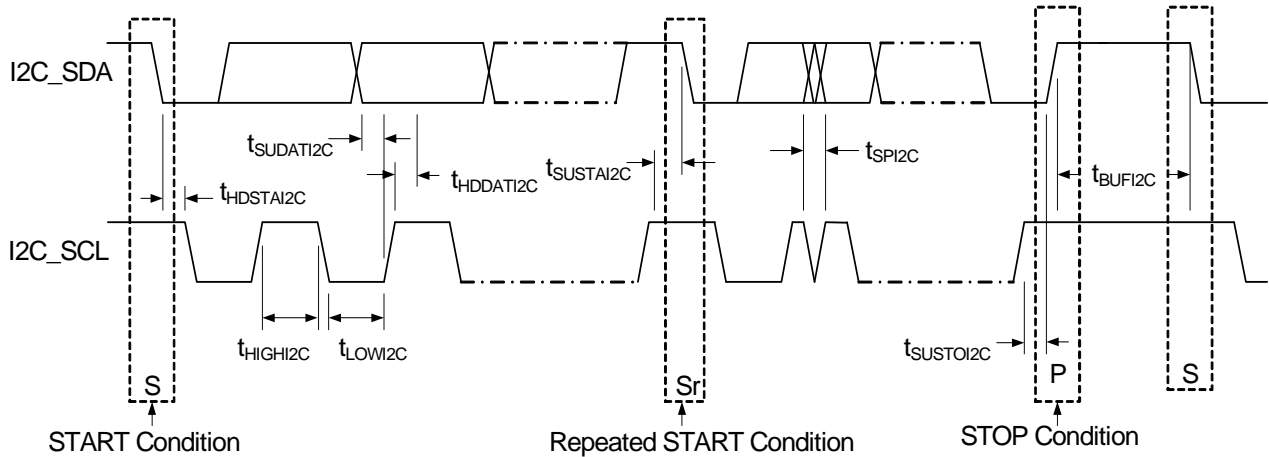 I2C_SDA
tSUDATI2C
tHDSTAI2C
tHDDATI2C
tSUSTAI2C
tSPI2C
tBUFI2C
I2C_SCL
tHIGHI2C
tLOWI2C
tSUSTOI2C
S
Sr
P
S
START Condition
Repeated START Condition
STOP Condition